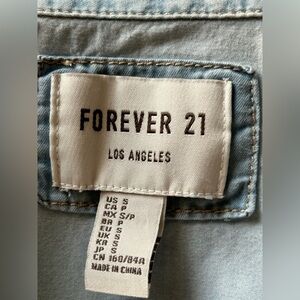 FOREVER 21
LOS ANGELES
US S
CA P
MX S/P
BR P
EU S
UK S
KR S
JP S
CN 160/84A
MADE IN CHINA